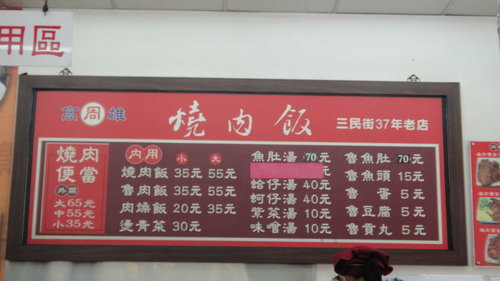 用區
高周雄 燒肉飯 三民街37年老店
燒肉便當
外帶
大65元
中55元
小35元
內用 小 大
燒肉飯 35元 55元
魯肉飯 35元 55元
肉燥飯 20元 35元
燙青菜 30元
魚肚湯 70元
蛤仔湯 40元
蚵仔湯 40元
紫菜湯 10元
味噌湯 10元
魯魚肚 70元
魯魚頭 15元
魯香 5元
魯豆腐 5元
魯貢丸 5元